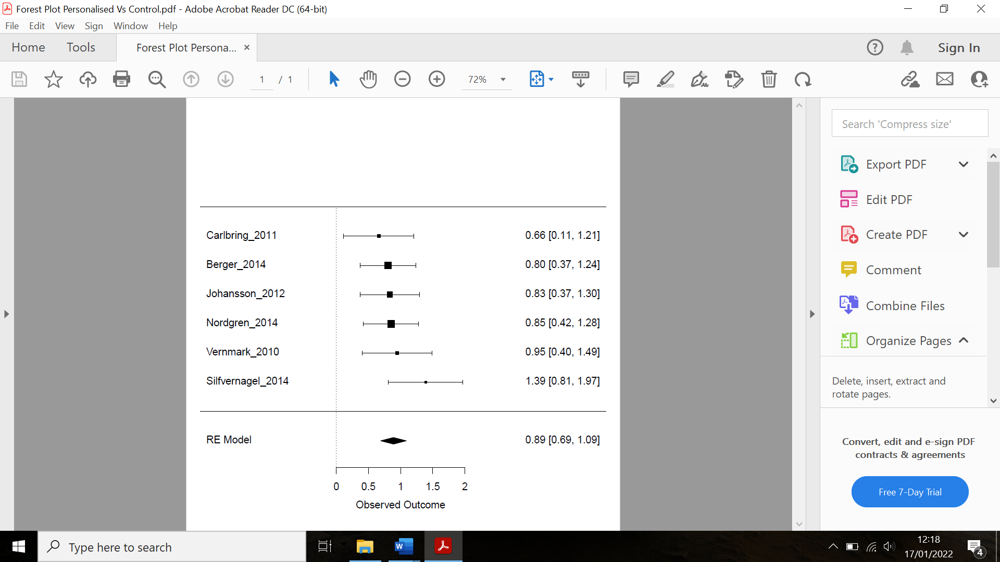 Forest Plot Personalised Vs Control.pdf - Adobe Acrobat Reader DC (64-bit)
File Edit View Sign Window Help
Home Tools Forest Plot Persona... × ? Sign In
1 / 1 72%
Search 'Compress size'
Export PDF
Edit PDF
Create PDF
Comment
Combine Files
Organize Pages
Delete, insert, extract and
rotate pages.
Convert, edit and e-sign PDF
contracts & agreements
Free 7-Day Trial
Carlbring_2011 0.66 [0.11, 1.21]
Berger_2014 0.80 [0.37, 1.24]
Johansson_2012 0.83 [0.37, 1.30]
Nordgren_2014 0.85 [0.42, 1.28]
Vernmark_2010 0.95 [0.40, 1.49]
Silfvernagel_2014 1.39 [0.81, 1.97]
RE Model 0.89 [0.69, 1.09]
0 0.5 1 1.5 2
Observed Outcome
Type here to search
W
12:18
17/01/2022
4